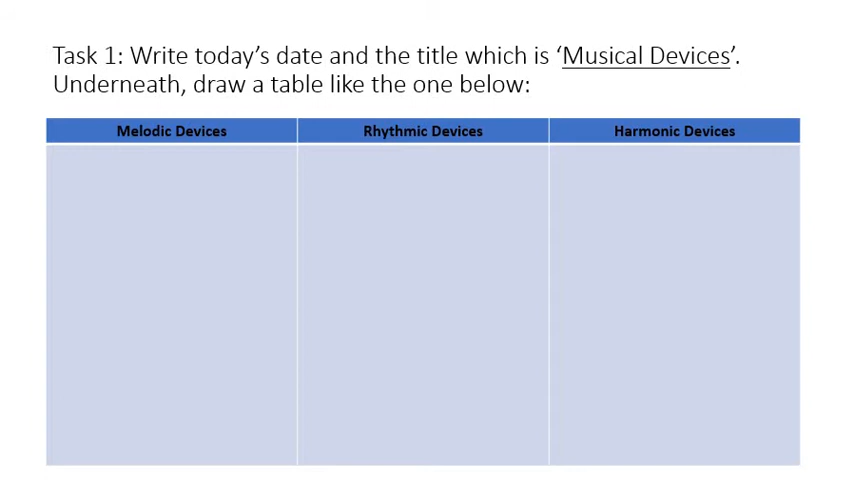 Task 1: Write today’s date and the title which is ‘Musical Devices’.
Underneath, draw a table like the one below:
Melodic Devices
Rhythmic Devices
Harmonic Devices